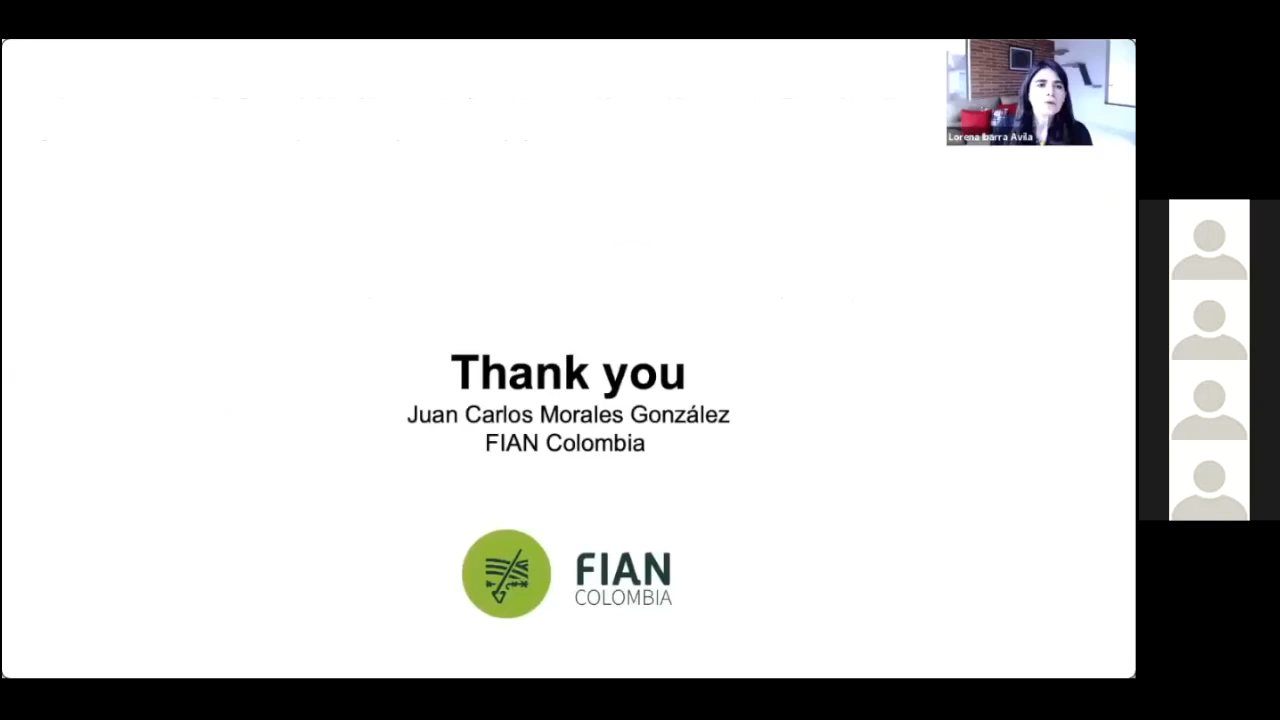 Lorena Ibarra Avila
Thank you
Juan Carlos Morales González
FIAN Colombia
FIAN
COLOMBIA